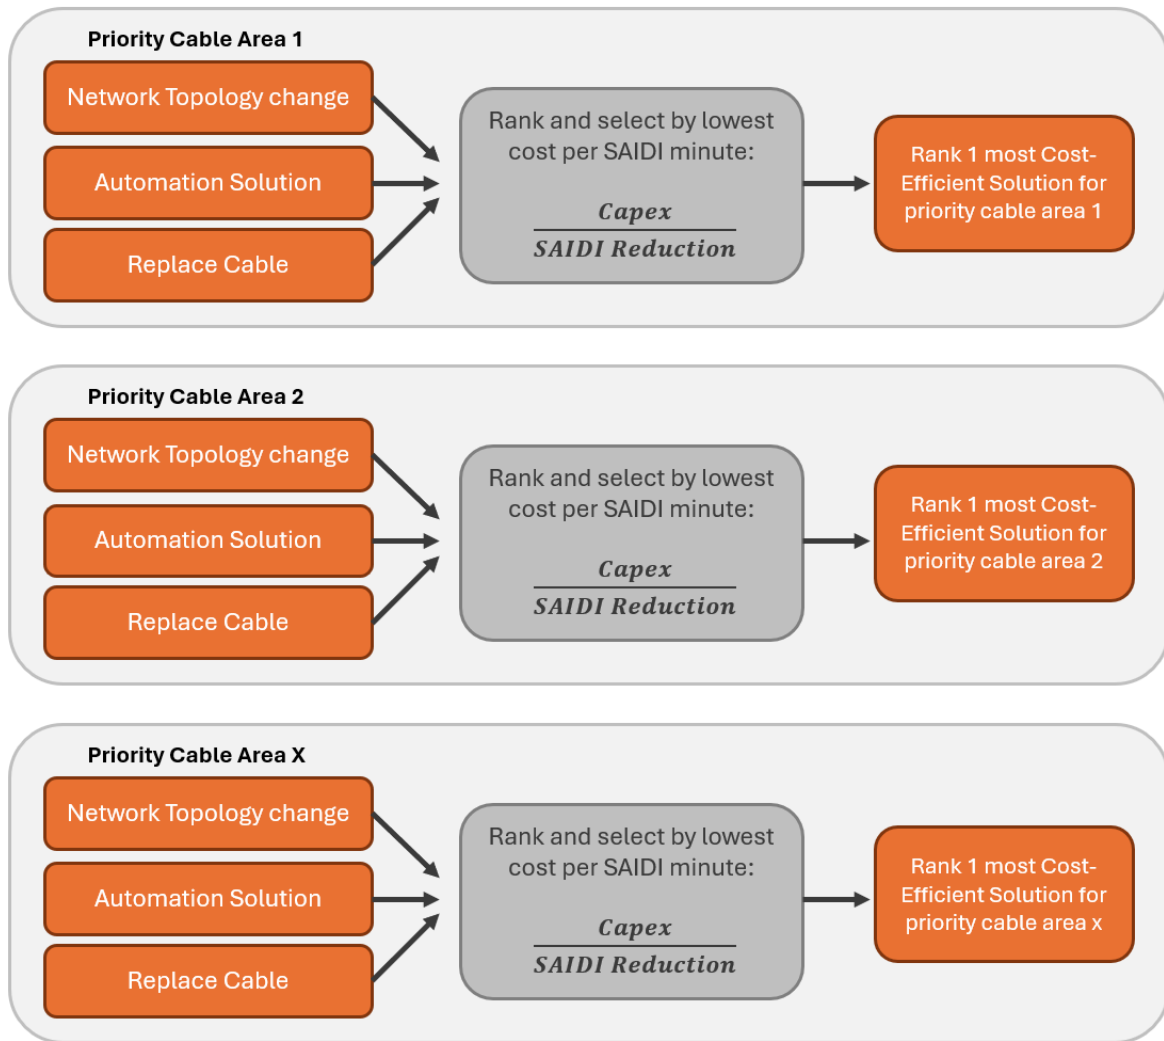 Priority Cable Area 1
Network Topology change
Automation Solution
Replace Cable
Rank and select by lowest
cost per SAIDI minute:
Capex
SAIDI Reduction
Rank 1 most Cost-
Efficient Solution for
priority cable area 1
Priority Cable Area 2
Network Topology change
Automation Solution
Replace Cable
Rank and select by lowest
cost per SAIDI minute:
Capex
SAIDI Reduction
Rank 1 most Cost-
Efficient Solution for
priority cable area 2
Priority Cable Area X
Network Topology change
Automation Solution
Replace Cable
Rank and select by lowest
cost per SAIDI minute:
Capex
SAIDI Reduction
Rank 1 most Cost-
Efficient Solution for
priority cable area x